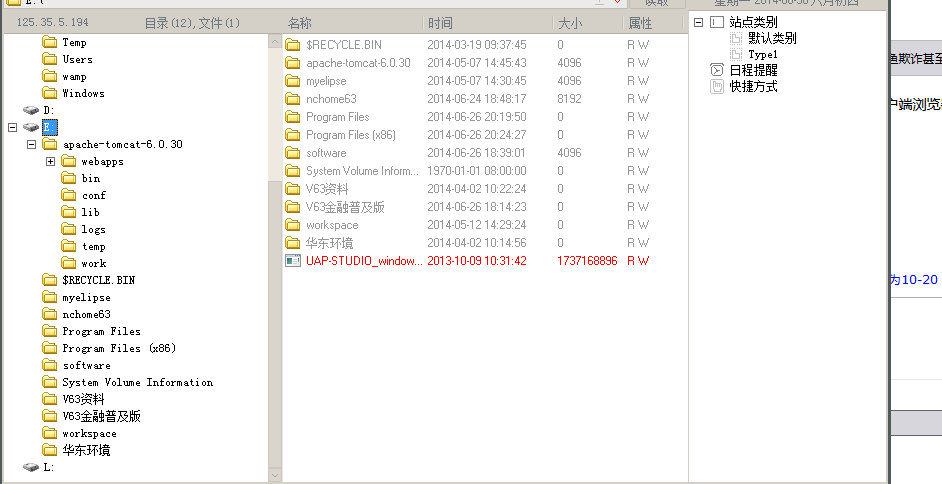 读取
星期一 2014-06-30 六月初四
125.35.5.194 目录(12),文件(1)
名称 时间 大小 属性
Temp
Users
wamp
Windows
D:
E:
apache-tomcat-6.0.30
webapps
bin
conf
lib
logs
temp
work
$RECYCLE.BIN
myelipse
nchome63
Program Files
Program Files (x86)
software
System Volume Information
V63资料
V63金融普及版
workspace
华东环境
L:
$RECYCLE.BIN 2014-03-19 09:37:45 0 R W
apache-tomcat-6.0.30 2014-05-07 14:45:43 4096 R W
myelipse 2014-05-07 14:30:45 4096 R W
nchome63 2014-06-24 18:48:17 8192 R W
Program Files 2014-06-26 20:19:50 0 R W
Program Files (x86) 2014-06-26 20:24:27 0 R W
software 2014-06-26 18:39:01 4096 R W
System Volume Inform... 1970-01-01 08:00:00 0 R W
V63资料 2014-04-02 10:22:24 0 R W
V63金融普及版 2014-06-26 18:14:23 0 R W
workspace 2014-05-12 14:29:24 0 R W
华东环境 2014-04-02 10:14:56 0 R W
UAP-STUDIO_window... 2013-10-09 10:31:42 1737168896 R W
站点类别
默认类别
Type1
日程提醒
快捷方式
鱼欺诈甚至
户端浏览
为10-20